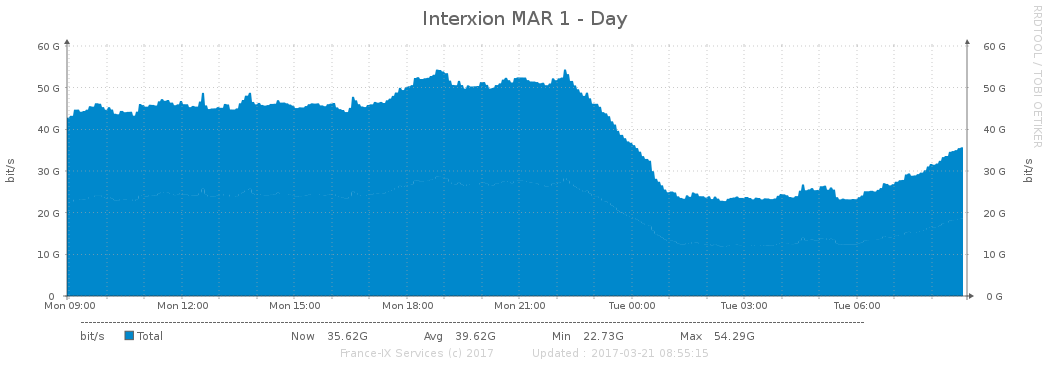 Interxion MAR 1 - Day
RRDTOOL / TOBI OETIKER
60 G 60 G
50 G 50 G
40 G 40 G
30 G 30 G
20 G 20 G
10 G 10 G
0 0 G
bit/s bit/s
Mon 09:00 Mon 12:00 Mon 15:00 Mon 18:00 Mon 21:00 Tue 00:00 Tue 03:00 Tue 06:00
bit/s Total Now 35.62G Avg 39.62G Min 22.73G Max 54.29G
France-IX Services (c) 2017 Updated : 2017-03-21 08:55:15